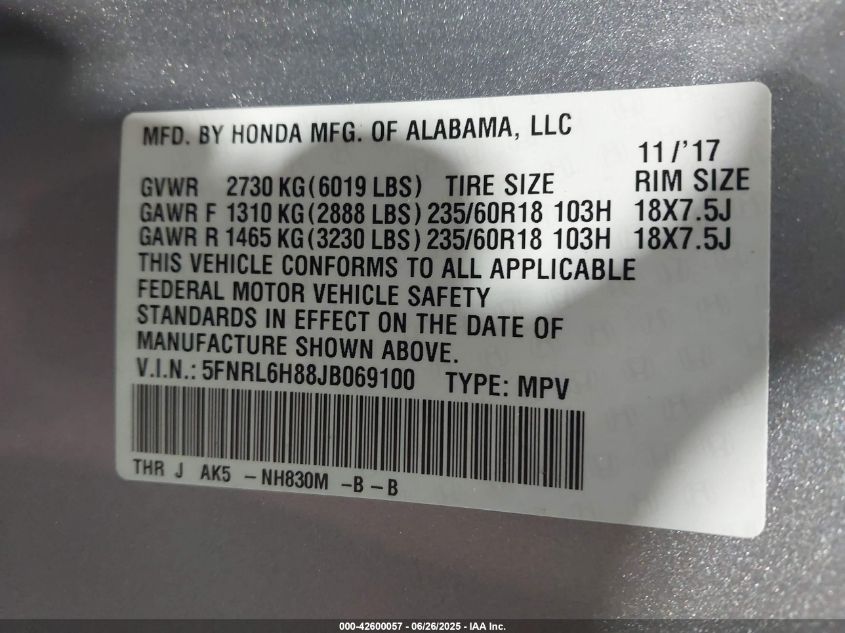 MFD. BY HONDA MFG. OF ALABAMA, LLC
11/'17
GVWR 2730 KG(6019 LBS) TIRE SIZE RIM SIZE
GAWR F 1310 KG(2888 LBS) 235/60R18 103H 18X7.5J
GAWR R 1465 KG(3230 LBS) 235/60R18 103H 18X7.5J
THIS VEHICLE CONFORMS TO ALL APPLICABLE
FEDERAL MOTOR VEHICLE SAFETY
STANDARDS IN EFFECT ON THE DATE OF
MANUFACTURE SHOWN ABOVE.
V.I.N.: 5FNRL6H88JB069100 TYPE: MPV
THR J AK5 -NH830M -B-B
000-42600057 - 06/26/2025 - IAA Inc.